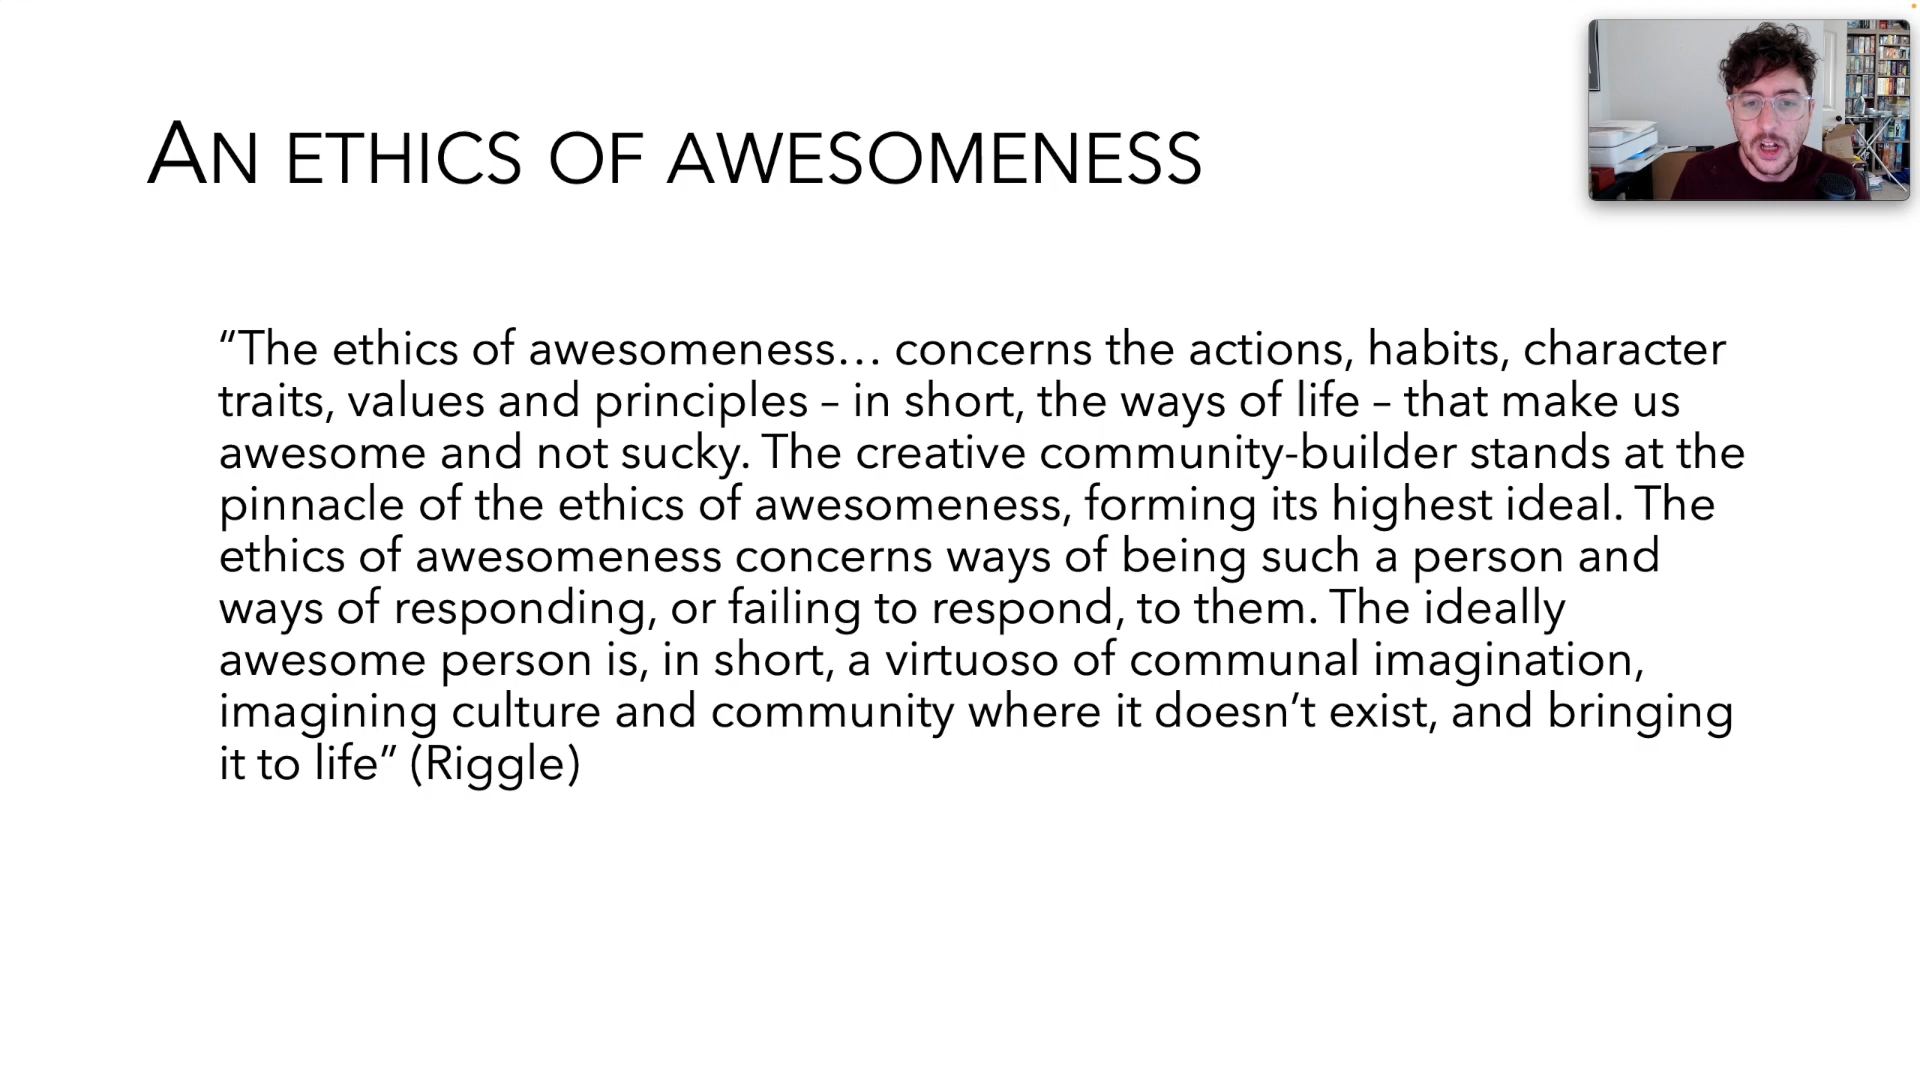 AN ETHICS OF AWESOMENESS
“The ethics of awesomeness… concerns the actions, habits, character
traits, values and principles – in short, the ways of life – that make us
awesome and not sucky. The creative community-builder stands at the
pinnacle of the ethics of awesomeness, forming its highest ideal. The
ethics of awesomeness concerns ways of being such a person and
ways of responding, or failing to respond, to them. The ideally
awesome person is, in short, a virtuoso of communal imagination,
imagining culture and community where it doesn’t exist, and bringing
it to life” (Riggle)